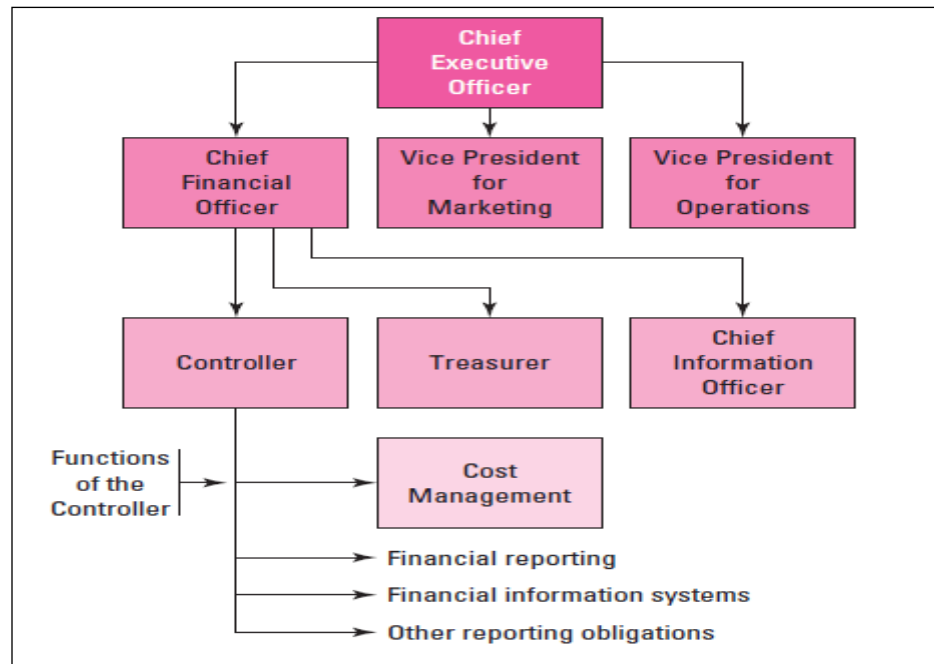 Chief
Executive
Officer
Chief
Financial
Officer
Vice President
for
Marketing
Vice President
for
Operations
Controller
Treasurer
Chief
Information
Officer
Functions
of the
Controller
Cost
Management
Financial reporting
Financial information systems
Other reporting obligations